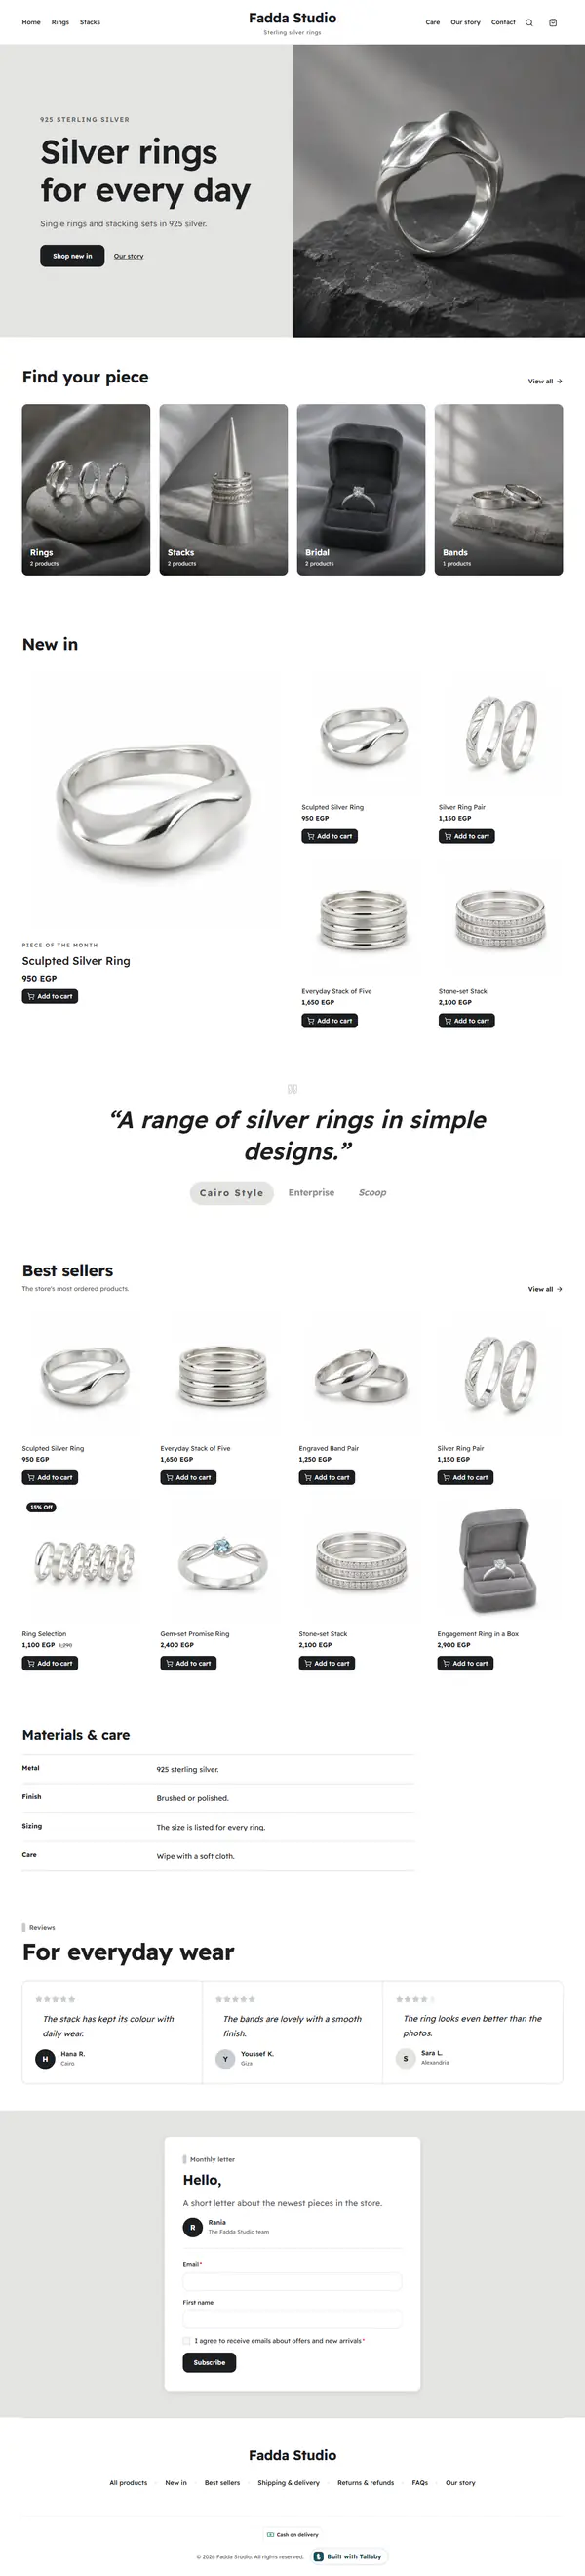 Home Rings Stacks
Fadda Studio
Sterling silver rings
Care Our story Contact
925 STERLING SILVER
Silver rings
for every day
Single rings and stacking sets in 925 silver.
Shop new in Our story
Find your piece
View all →
Rings
2 products
Stacks
2 products
Bridal
2 products
Bands
1 products
New in
PIECE OF THE MONTH
Sculpted Silver Ring
950 EGP
Add to cart
Sculpted Silver Ring
950 EGP
Add to cart
Silver Ring Pair
1,150 EGP
Add to cart
Everyday Stack of Five
1,650 EGP
Add to cart
Stone-set Stack
2,100 EGP
Add to cart
“A range of silver rings in simple
designs.”
Cairo Style Enterprise Scoop
Best sellers
The store's most ordered products.
View all →
Sculpted Silver Ring
950 EGP
Add to cart
Everyday Stack of Five
1,650 EGP
Add to cart
Engraved Band Pair
1,250 EGP
Add to cart
Silver Ring Pair
1,150 EGP
Add to cart
15% Off
Ring Selection
1,100 EGP 1,290
Add to cart
Gem-set Promise Ring
2,400 EGP
Add to cart
Stone-set Stack
2,100 EGP
Add to cart
Engagement Ring in a Box
2,900 EGP
Add to cart
Materials & care
Metal 925 sterling silver.
Finish Brushed or polished.
Sizing The size is listed for every ring.
Care Wipe with a soft cloth.
Reviews
For everyday wear
The stack has kept its colour with
daily wear.
H Hana R.
Cairo
The bands are lovely with a smooth
finish.
Y Youssef K.
Giza
The ring looks even better than the
photos.
S Sara L.
Alexandria
Monthly letter
Hello,
A short letter about the newest pieces in the store.
R Rania
The Fadda Studio team
Email*
First name
I agree to receive emails about offers and new arrivals*
Subscribe
Fadda Studio
All products New in Best sellers Shipping & delivery Returns & refunds FAQs Our story
Cash on delivery
© 2026 Fadda Studio. All rights reserved. t Built with Tallaby